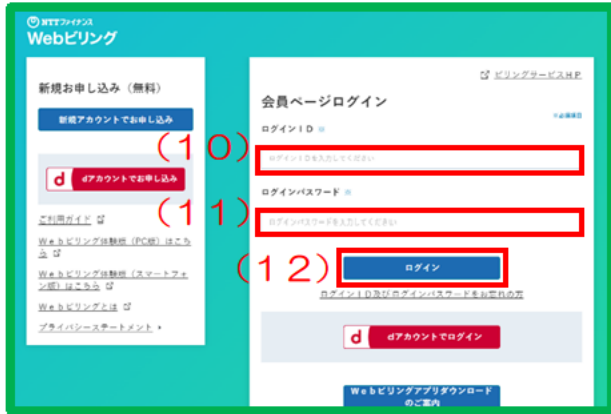 NTTファイナンス
Webビリング
新規お申し込み（無料）
新規アカウントでお申し込み
d dアカウントでお申し込み
ご利用ガイド
Webビリング体験版（PC版）はこち
ら
Webビリング体験版（スマートフォ
ン版）はこちら
Webビリングとは
プライバシーステートメント
ビリングサービスHP
会員ページログイン
※必須項目
ログインID ※
（10）
ログインIDを入力してください
ログインパスワード ※
（11）
ログインパスワードを入力してください
（12）
ログイン
ログインID及びログインパスワードをお忘れの方
d dアカウントでログイン
Webビリングアプリダウンロード
のご案内